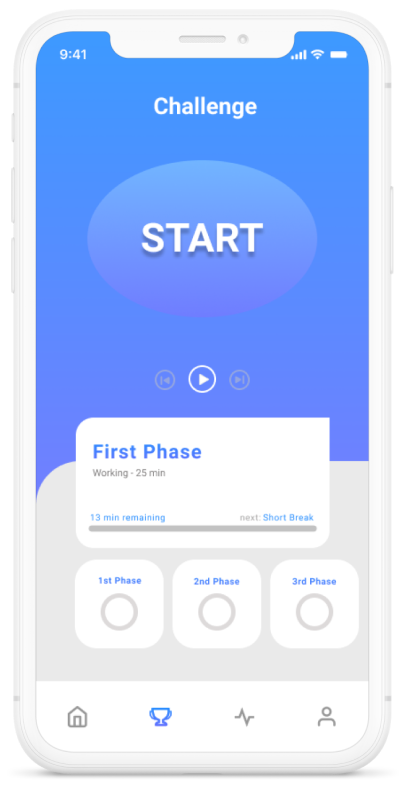 9:41
Challenge
START
First Phase
Working - 25 min
13 min remaining
next: Short Break
1st Phase
2nd Phase
3rd Phase